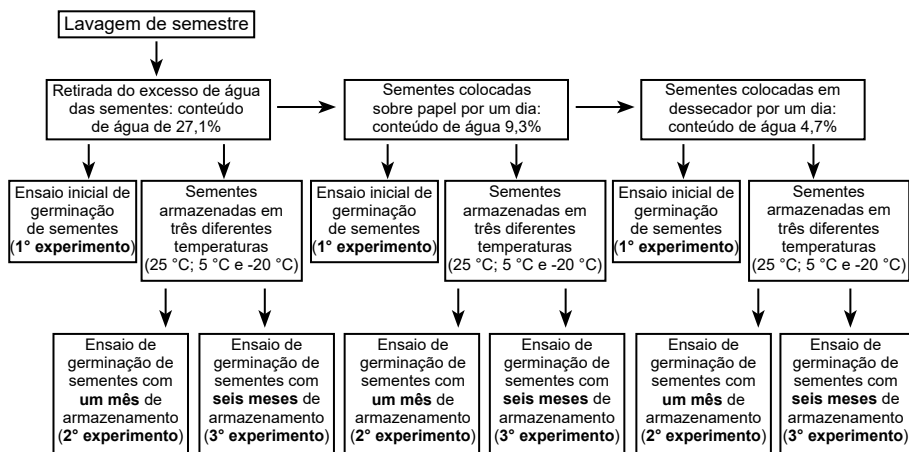 Lavagem de semestre
Retirada do excesso de água
das sementes: conteúdo
de água de 27,1%
Sementes colocadas
sobre papel por um dia:
conteúdo de água 9,3%
Sementes colocadas em
dessecador por um dia:
conteúdo de água 4,7%
Ensaio inicial de
germinação
de sementes
(1° experimento)
Sementes
armazenadas em
três diferentes
temperaturas
(25 °C; 5 °C e -20 °C)
Ensaio inicial de
germinação
de sementes
(1° experimento)
Sementes
armazenadas em
três diferentes
temperaturas
(25 °C; 5 °C e -20 °C)
Ensaio inicial de
germinação
de sementes
(1° experimento)
Sementes
armazenadas em
três diferentes
temperaturas
(25 °C; 5 °C e -20 °C)
Ensaio de
germinação de
sementes com
um mês de
armazenamento
(2° experimento)
Ensaio de
germinação de
sementes com
seis meses de
armazenamento
(3° experimento)
Ensaio de
germinação de
sementes com
um mês de
armazenamento
(2° experimento)
Ensaio de
germinação de
sementes com
seis meses de
armazenamento
(3° experimento)
Ensaio de
germinação de
sementes com
um mês de
armazenamento
(2° experimento)
Ensaio de
germinação de
sementes com
seis meses de
armazenamento
(3° experimento)